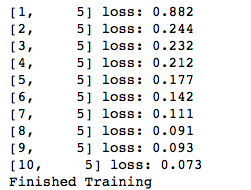 [1,     5] loss: 0.882
[2,     5] loss: 0.244
[3,     5] loss: 0.232
[4,     5] loss: 0.212
[5,     5] loss: 0.177
[6,     5] loss: 0.142
[7,     5] loss: 0.111
[8,     5] loss: 0.091
[9,     5] loss: 0.093
[10,     5] loss: 0.073
Finished Training